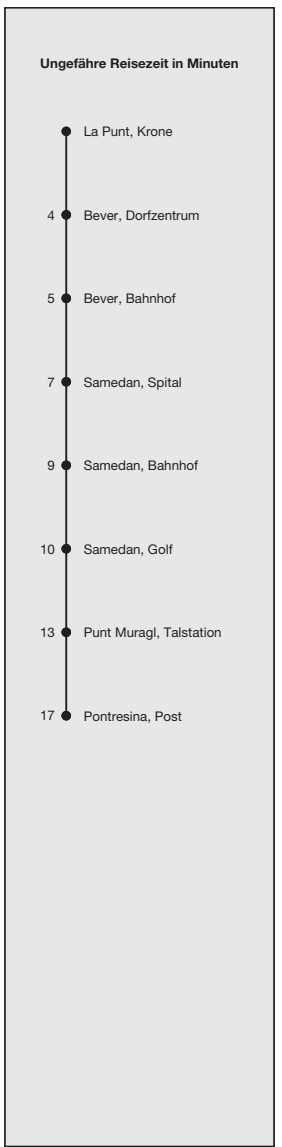 Ungefähre Reisezeit in Minuten
La Punt, Krone
4 Bever, Dorfzentrum
5 Bever, Bahnhof
7 Samedan, Spital
9 Samedan, Bahnhof
10 Samedan, Golf
13 Punt Muragl, Talstation
17 Pontresina, Post